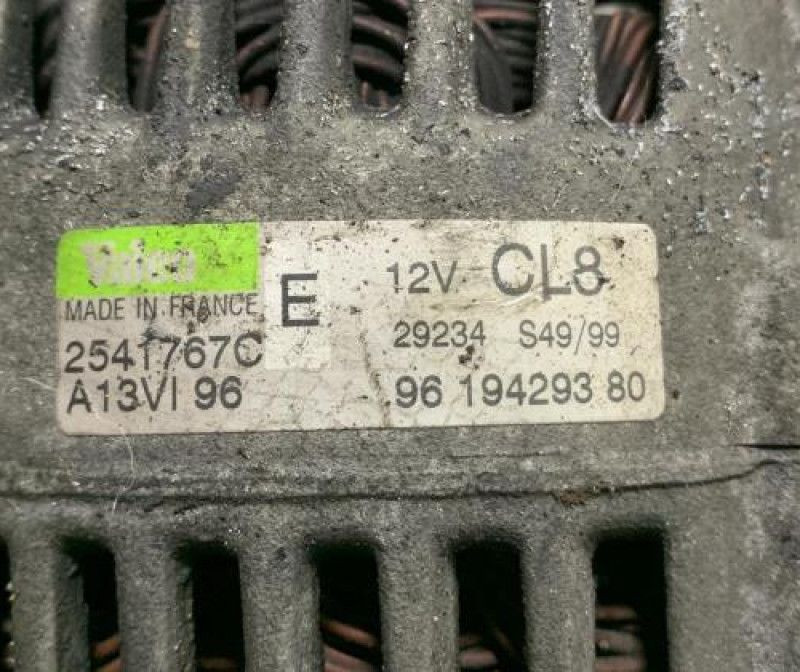 Valeo
MADE IN FRANCE
E
2541767C
A13VI 96
12V CL8
29234 S49/99
96 194293 80